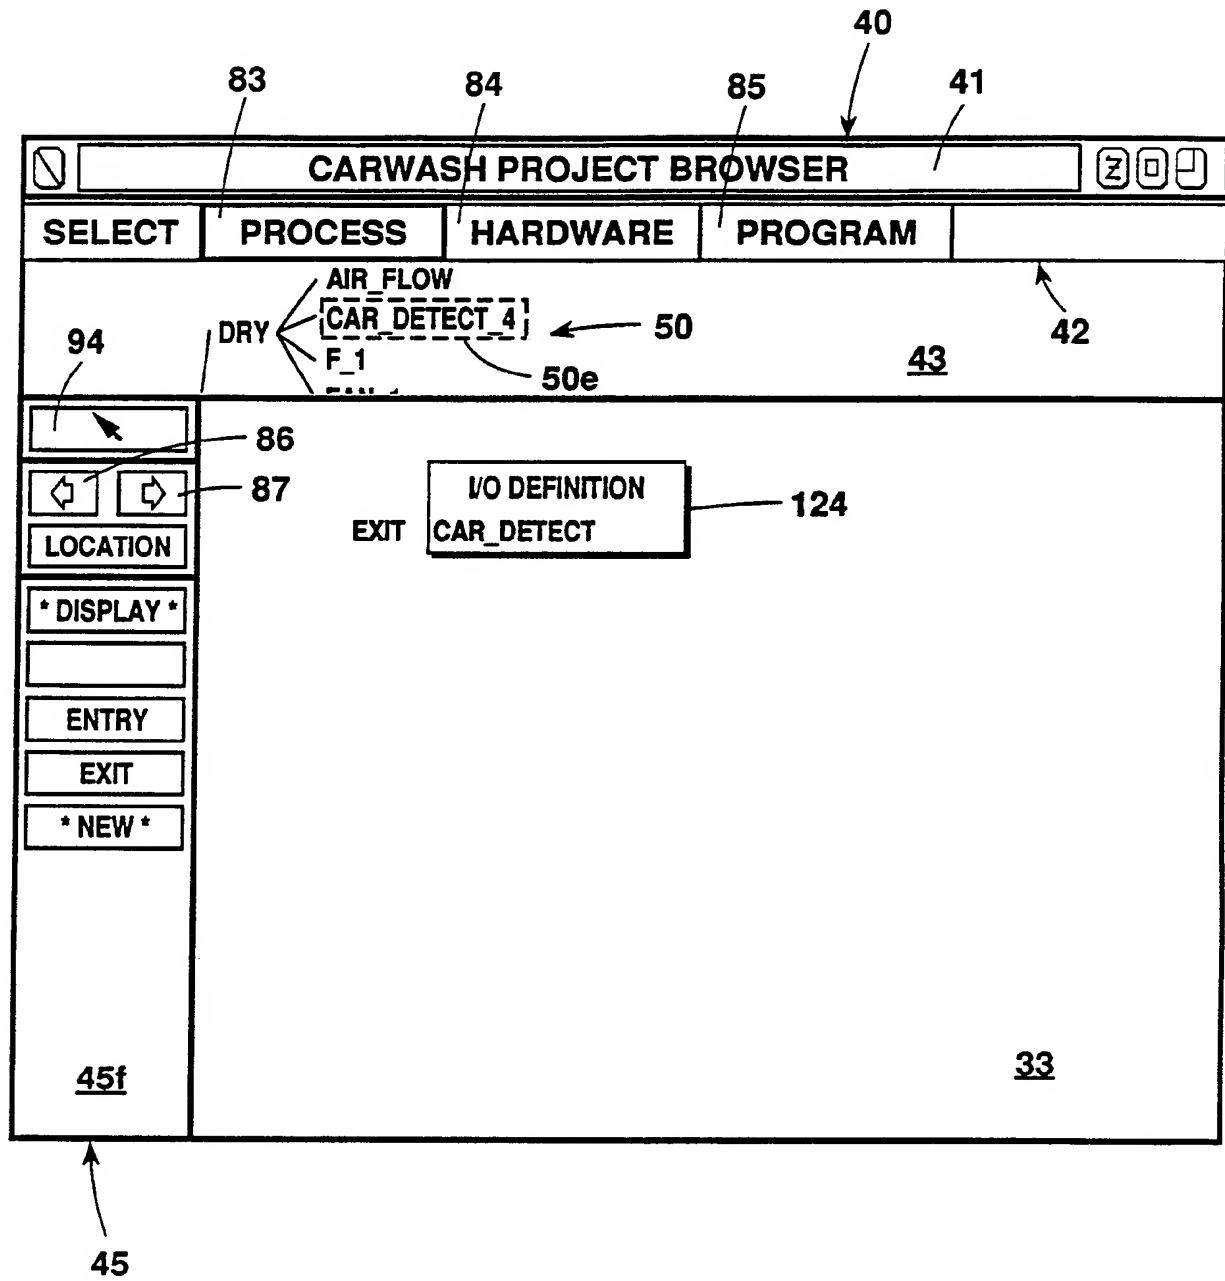 40
83
84
85
41
CARWASH PROJECT BROWSER
Z
SELECT PROCESS HARDWARE PROGRAM
42
AIR_FLOW
DRY
CAR_DETECT_4
50
F_1
50e
43
94
86
87
LOCATION
I/O DEFINITION
EXIT CAR_DETECT
124
* DISPLAY *
ENTRY
EXIT
* NEW *
45f
33
45